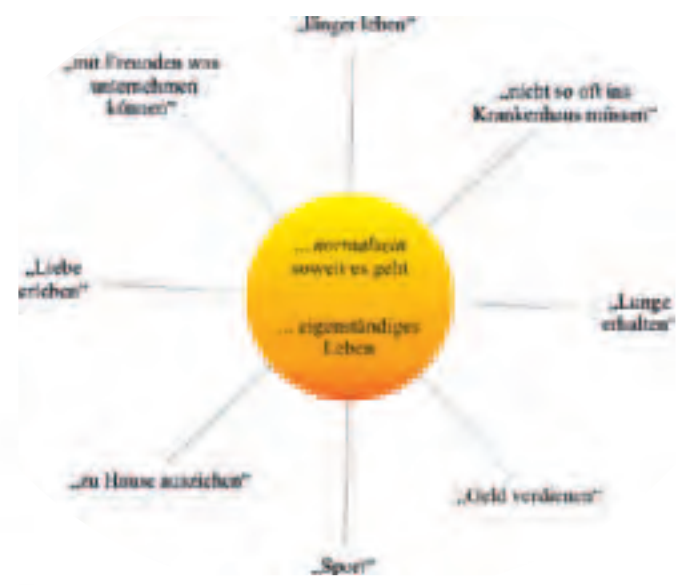 „länger leben"
„mit Freunden was
unternehmen
können"
„nicht so oft ins
Krankenhaus müssen"
...normalsein
soweit es geht
... eigenständiges
Leben
„Liebe
erleben"
„Lunge
erhalten"
„zu Hause ausziehen"
„Geld verdienen"
„Sport"